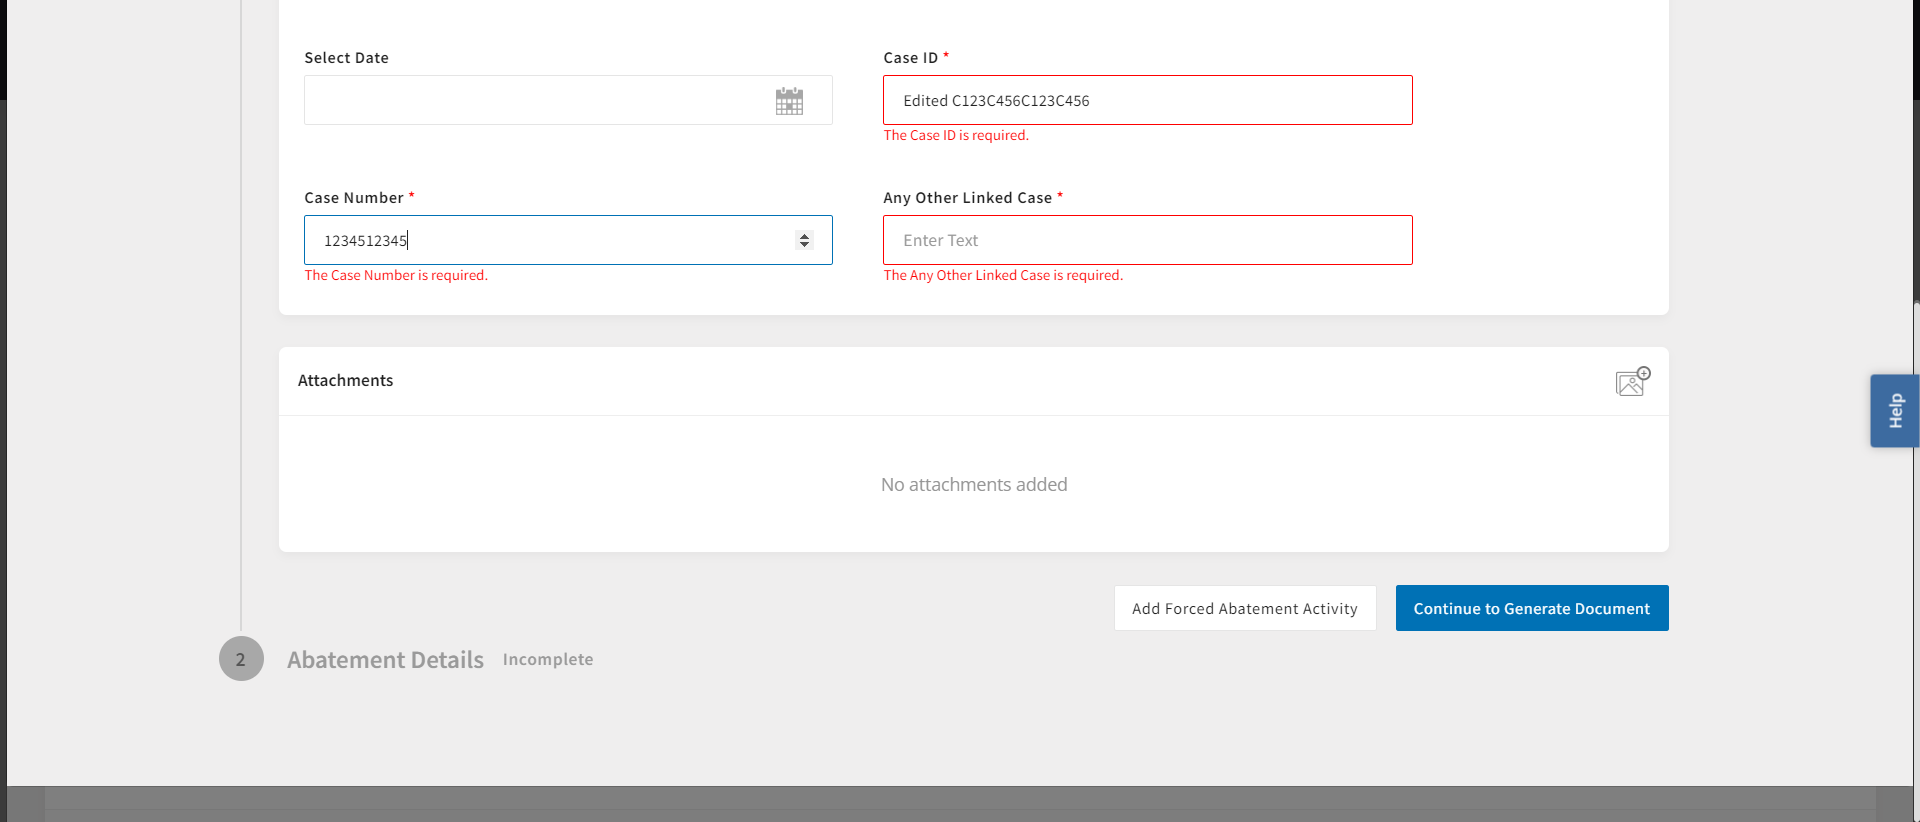 Select Date
Case ID *
Edited C123C456C123C456
The Case ID is required.
Case Number *
Any Other Linked Case *
1234512345
Enter Text
The Case Number is required.
The Any Other Linked Case is required.
Attachments
Help
No attachments added
Add Forced Abatement Activity
Continue to Generate Document
2
Abatement Details
Incomplete